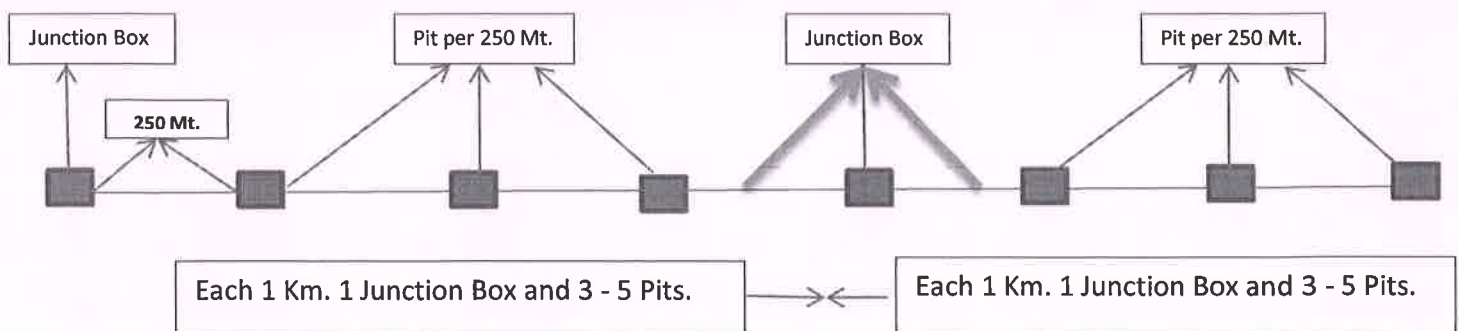 Junction Box
Pit per 250 Mt.
Junction Box
Pit per 250 Mt.
250 Mt.
Each 1 Km. 1 Junction Box and 3 - 5 Pits.
Each 1 Km. 1 Junction Box and 3 - 5 Pits.